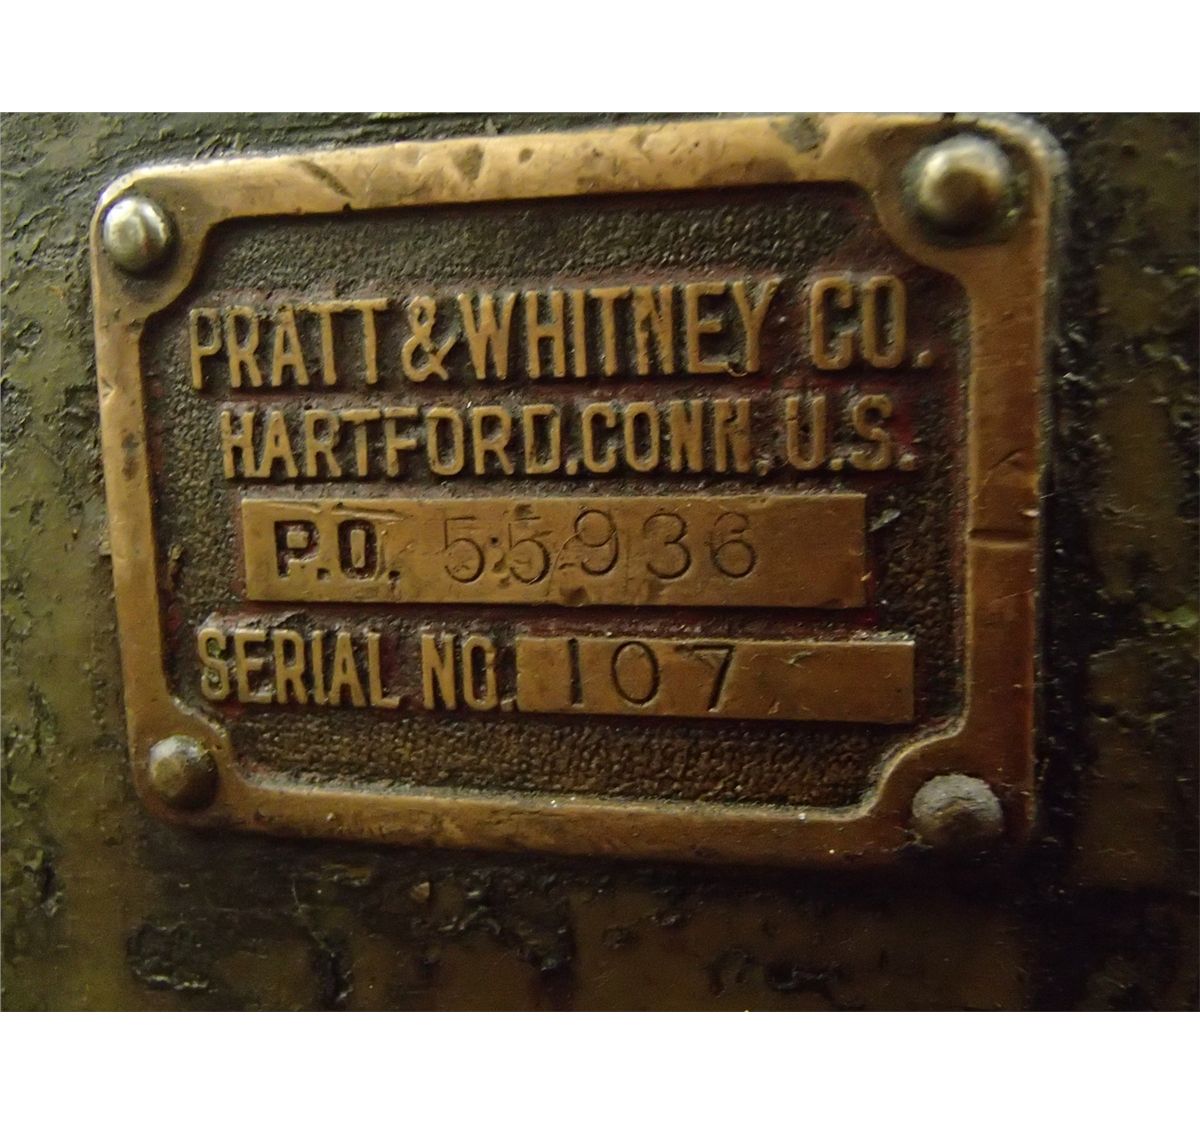 PRATT & WHITNEY CO.
HARTFORD. CONN. U.S.
P.O. 55936
SERIAL NO. 107